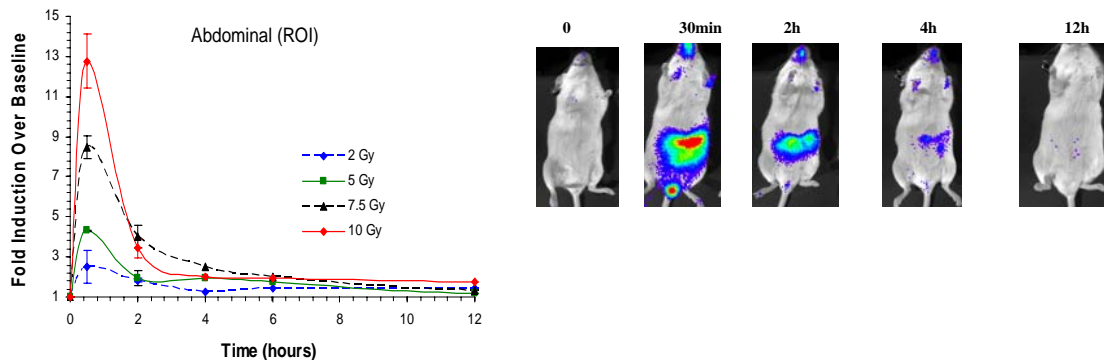 Abdominal (ROI)
Fold Induction Over Baseline
15
13
11
9
7
5
3
1
2 Gy
5 Gy
7.5 Gy
10 Gy
0 2 4 6 8 10 12
Time (hours)
0 30min 2h 4h 12h